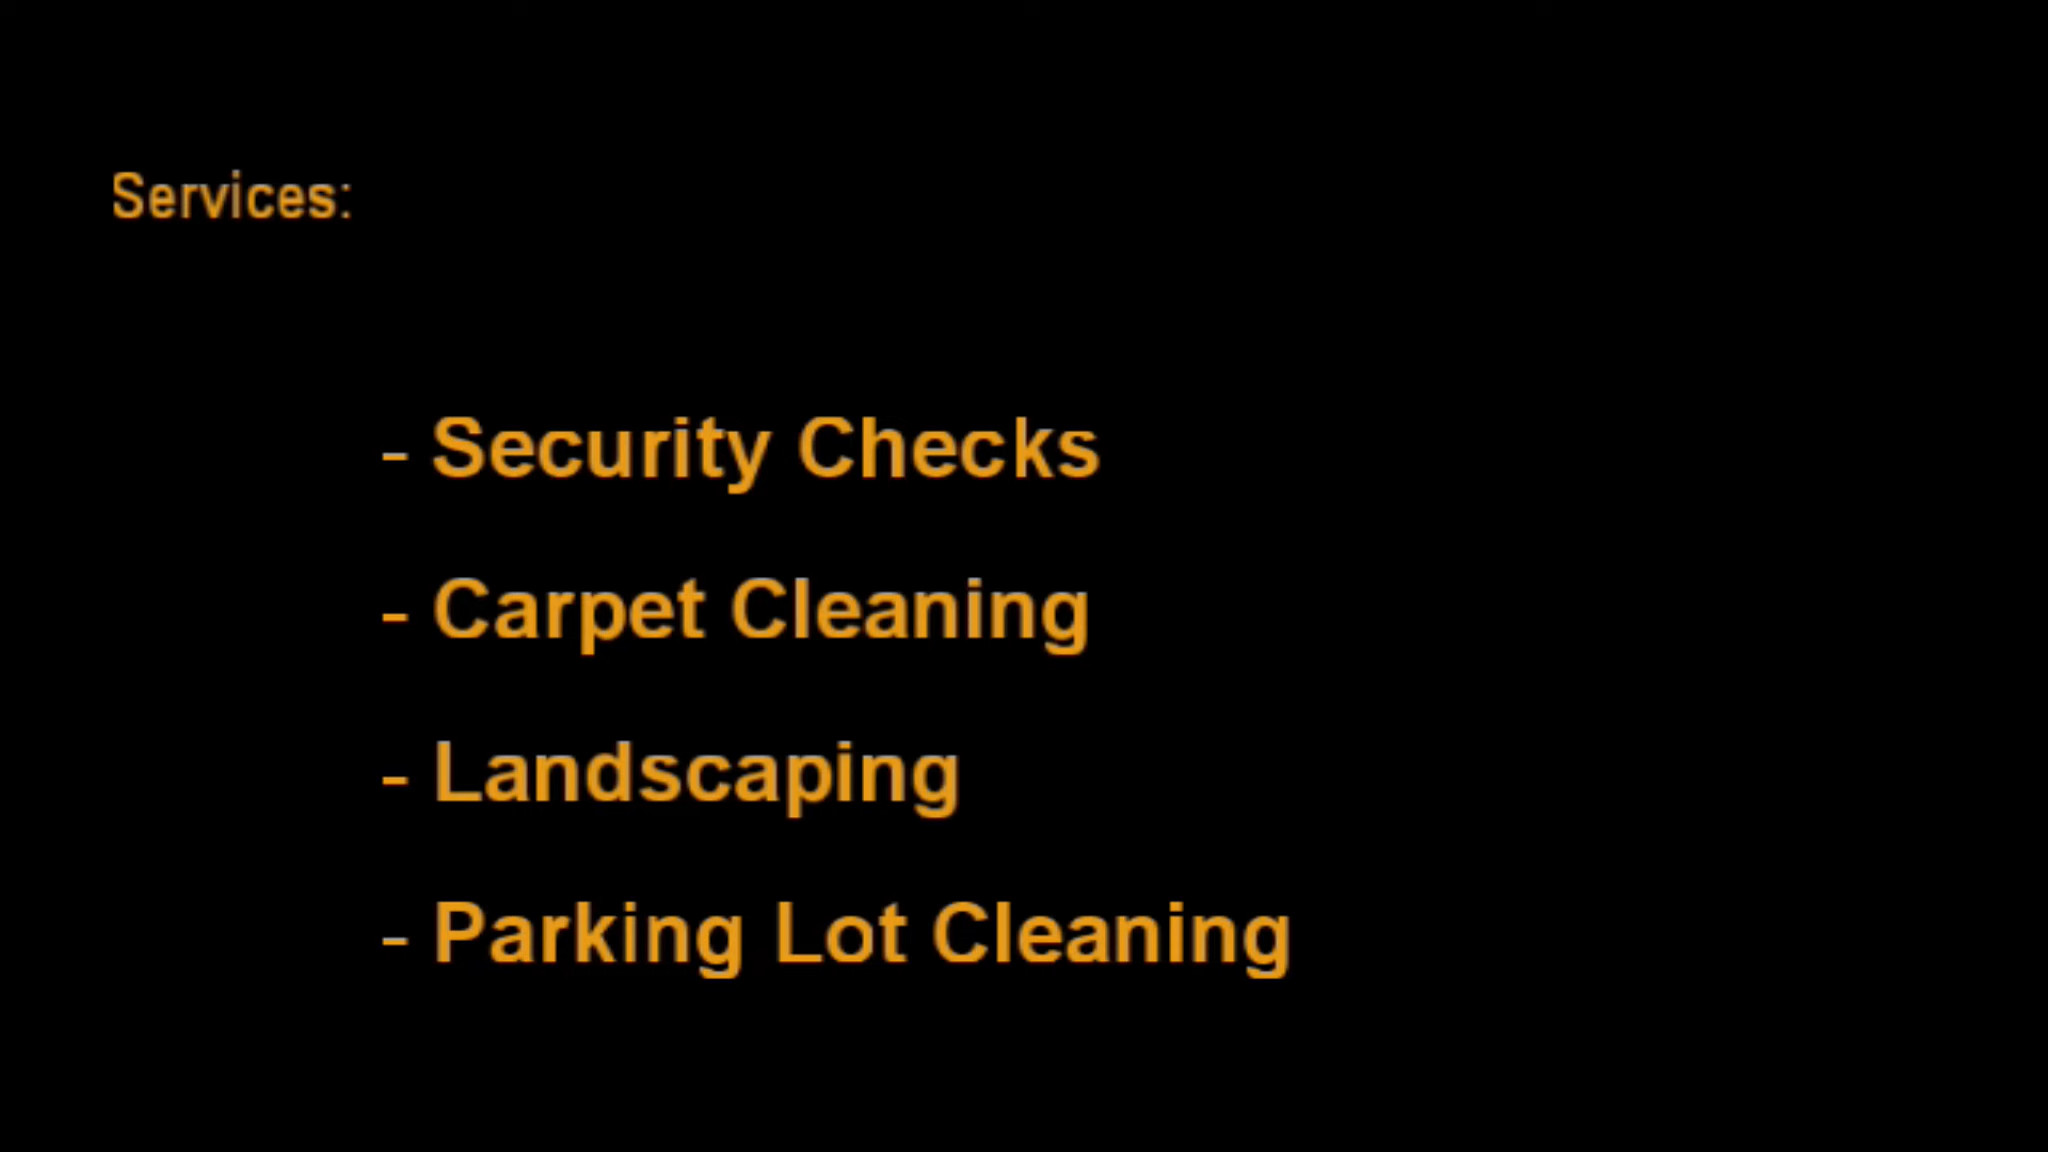 Services:
- Security Checks
- Carpet Cleaning
- Landscaping
- Parking Lot Cleaning